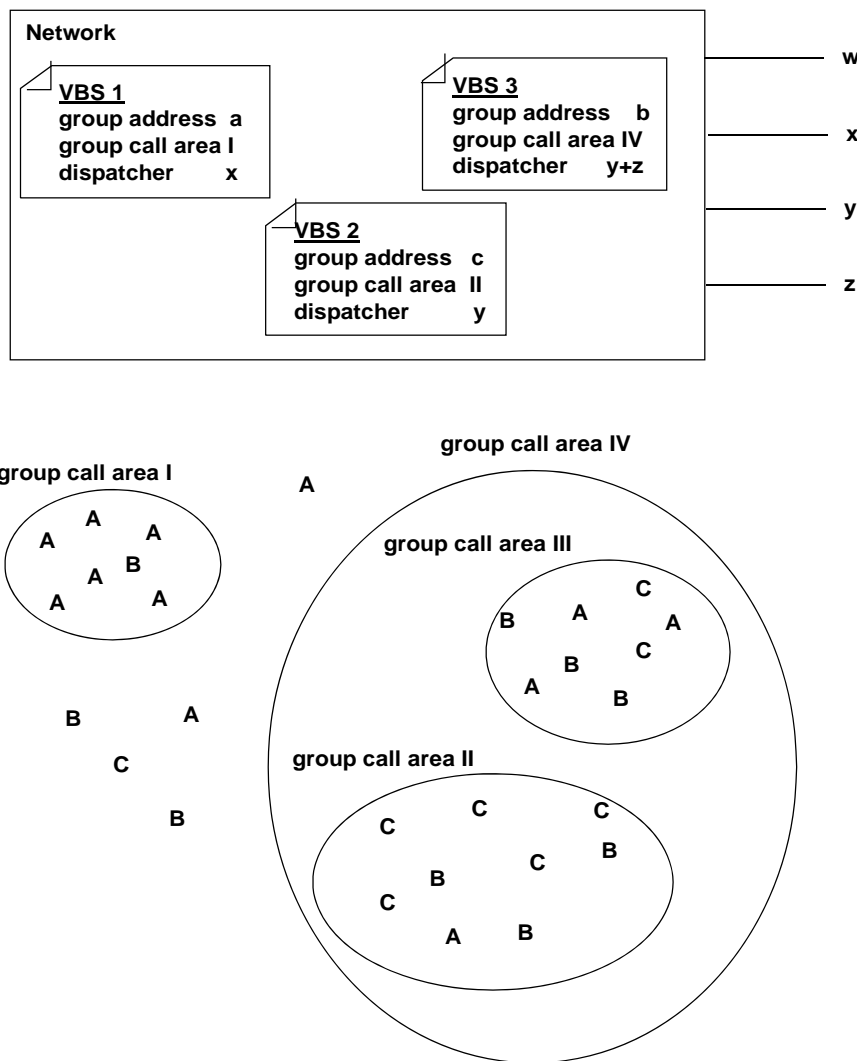 Network
w
VBS 1
group address a
group call area I
dispatcher x
VBS 3
group address b
group call area IV
dispatcher y+z
x
VBS 2
group address c
group call area II
dispatcher y
y
z
group call area IV
group call area I
A
A
A
A
A
B
A
A
group call area III
C
B
A
A
B
C
A
B
B
A
C
B
group call area II
C
C
C
C
B
B
C
A
B